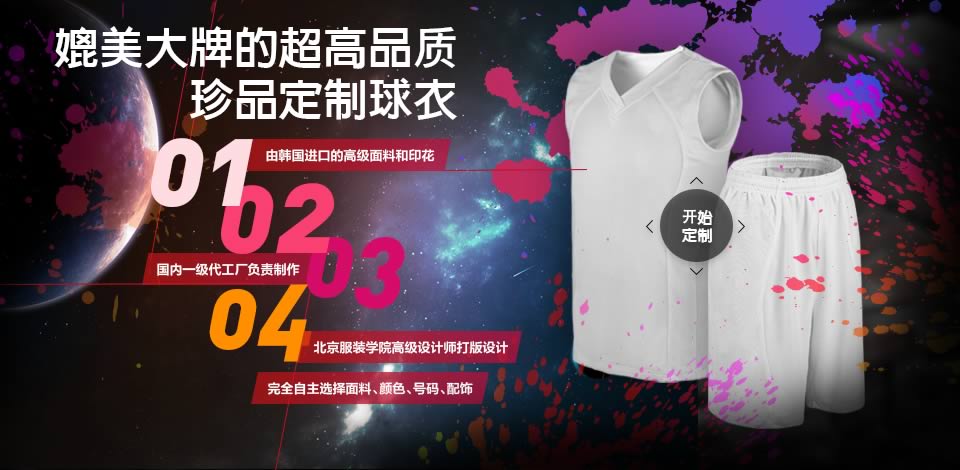 媲美大牌的超高品质
珍品定制球衣
01
由韩国进口的高级面料和印花
02
国内一级代工厂负责制作
03
04
北京服装学院高级设计师打版设计
完全自主选择面料、颜色、号码、配饰
开始
定制